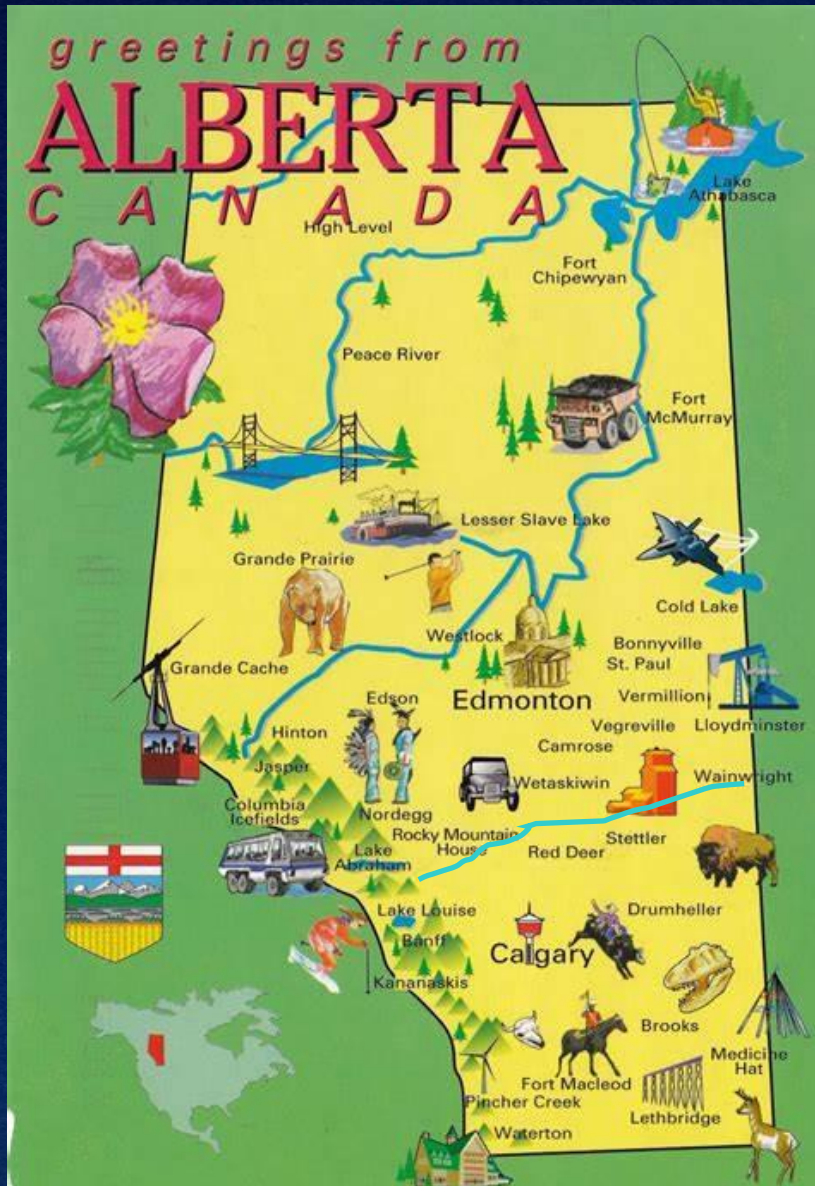 greetings from
ALBERTA
CANADA
Lake
Athabasca
High Level
Fort
Chipewyan
Peace River
Fort
McMurray
Lesser Slave Lake
Grande Prairie
Cold Lake
Westlock
Bonnyville
St. Paul
Grande Cache
Edson
Edmonton
Vermillion
Vegreville
Lloydminster
Hinton
Camrose
Jasper
Wetaskiwin
Wainwright
Columbia
Icefields
Nordegg
Rocky Mountain
House
Stettler
Red Deer
Lake
Abraham
Lake Louise
Drumheller
Banff
Calgary
Kananaskis
Brooks
Medicine
Hat
Fort Macleod
Pincher Creek
Lethbridge
Waterton